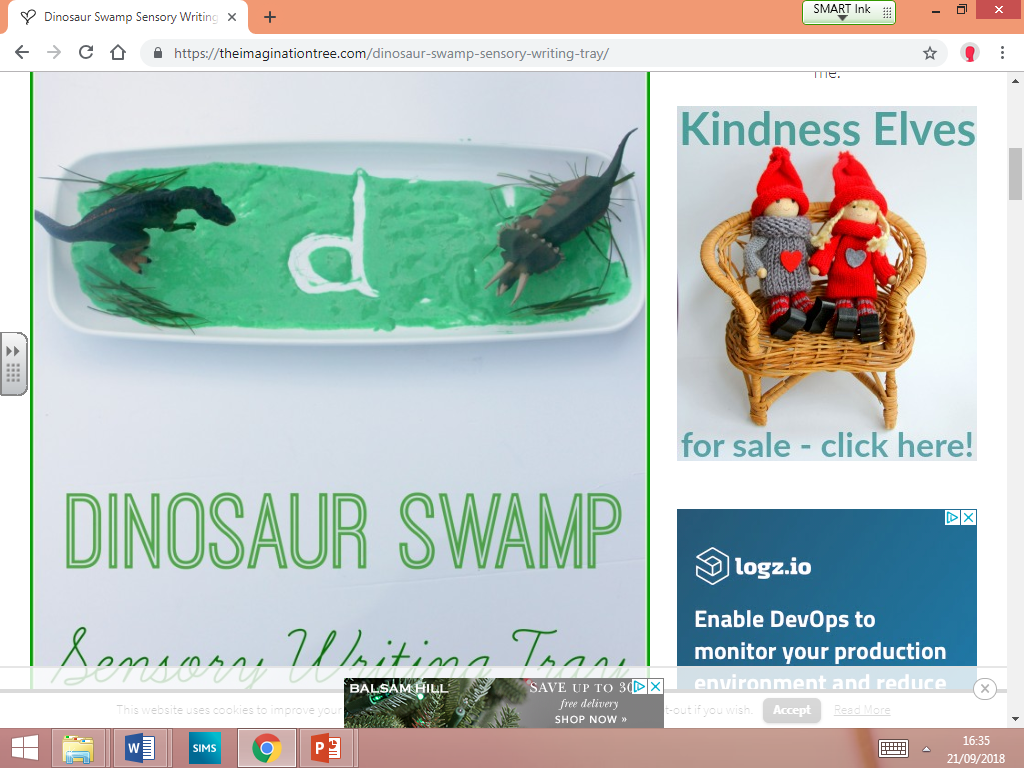 Dinosaur Swamp Sensory Writing
SMART Ink
https://theimaginationtree.com/dinosaur-swamp-sensory-writing-tray/
me.
d
DINOSAUR SWAMP
Sensory Writing Tray
Kindness Elves
for sale - click here!
logz.io
Enable DevOps to
monitor your production
environment and reduce
This website uses cookies to improve your
t-out if you wish.
Accept
Read More
BALSAM HILL
SAVE UP TO 30
free delivery
SHOP NOW »
W
SIMS
P
16:35
21/09/2018